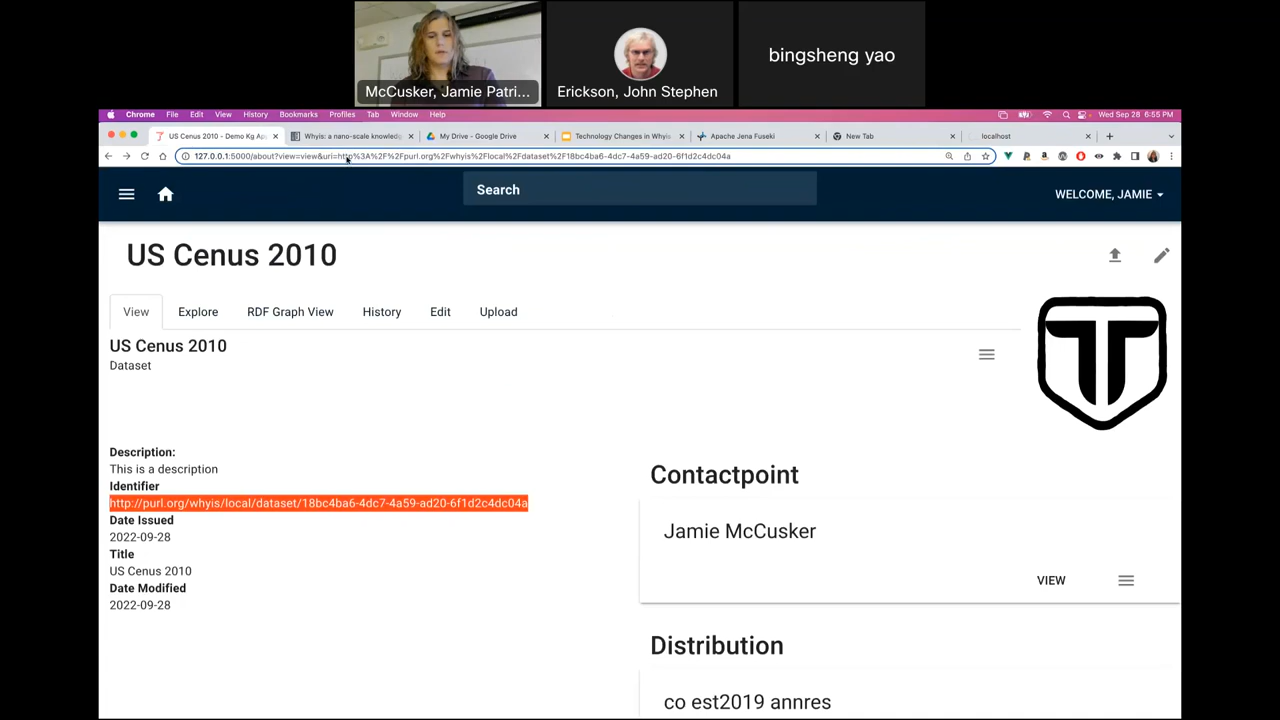 McCusker, Jamie Patri...
Erickson, John Stephen
bingsheng yao
Chrome File Edit View History Bookmarks Profiles Tab Window Help
Wed Sep 28 6:55 PM
US Cenus 2010 - Demo Kg Ap
Whyis: a nano-scale knowledg
My Drive - Google Drive
Technology Changes in Whyis
Apache Jena Fuseki
New Tab
localhost
127.0.0.1:5000/about?view=view&uri=http%3A%2F%2Fpurl.org%2Fwhyis%2Flocal%2Fdataset%2F18bc4ba6-4dc7-4a59-ad20-6f1d2c4dc04a
Search
WELCOME, JAMIE
US Cenus 2010
View Explore RDF Graph View History Edit Upload
US Cenus 2010
Dataset
Description:
This is a description
Identifier
http://purl.org/whyis/local/dataset/18bc4ba6-4dc7-4a59-ad20-6f1d2c4dc04a
Date Issued
2022-09-28
Title
US Cenus 2010
Date Modified
2022-09-28
Contactpoint
Jamie McCusker
VIEW
Distribution
co est2019 annres